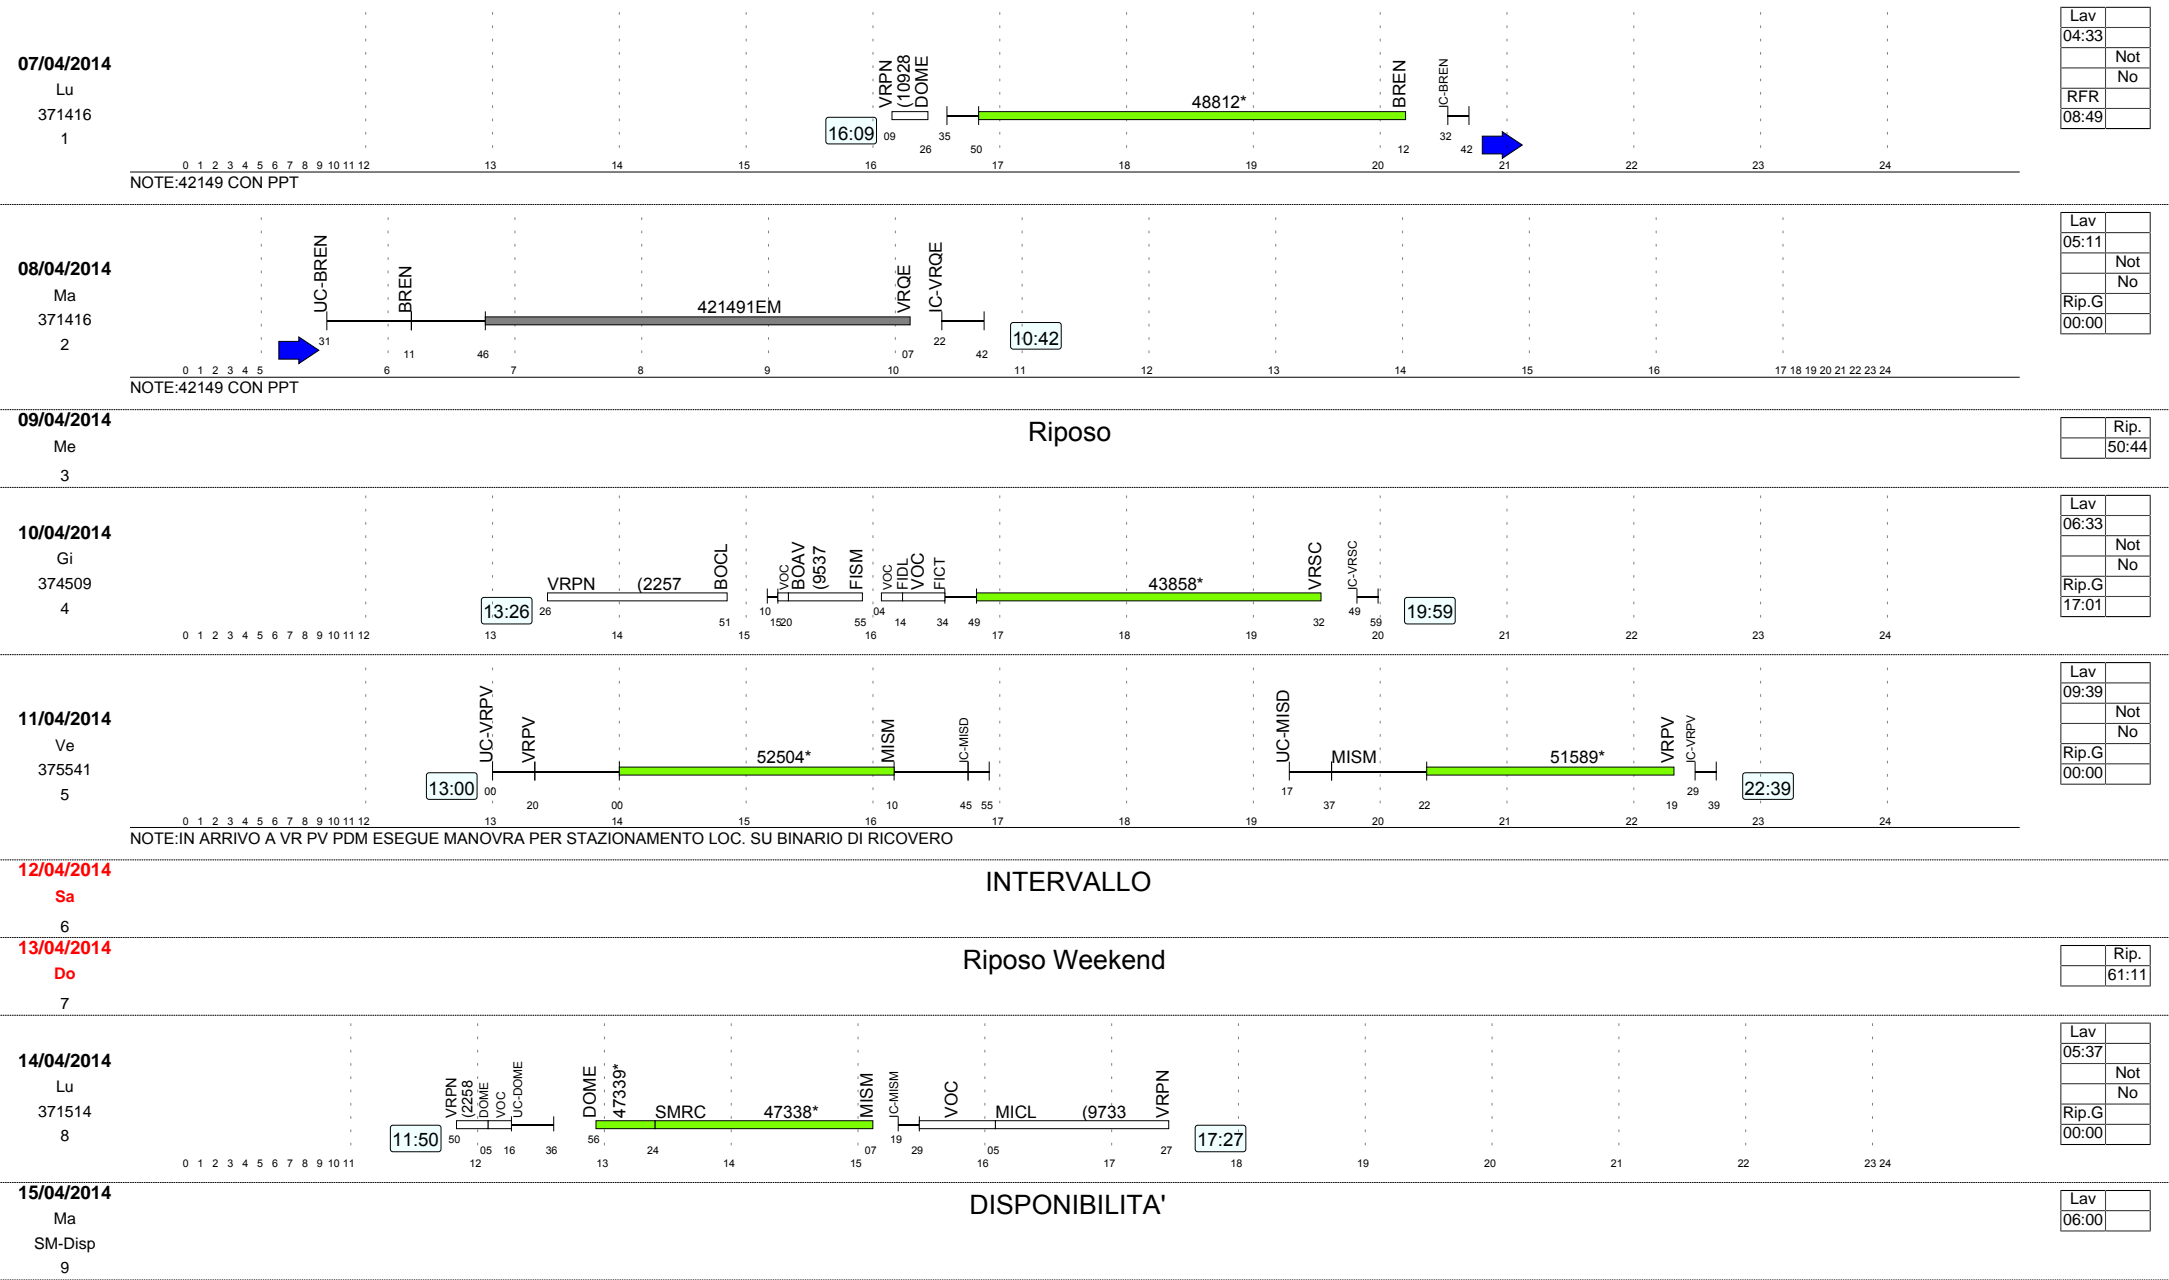 07/04/2014
Lu
371416
1
16:09
VRPN
(10928
DOME
48812*
BREN
IC-BREN
09 26 35 50 12 32 42
0 1 2 3 4 5 6 7 8 9 10 11 12 13 14 15 16 17 18 19 20 21 22 23 24
NOTE:42149 CON PPT
Lav
04:33
Not
No
RFR
08:49
08/04/2014
Ma
371416
2
UC-BREN
BREN
421491EM
VRQE
IC-VRQE
31 11 46 07 22 42
10:42
0 1 2 3 4 5 6 7 8 9 10 11 12 13 14 15 16 17 18 19 20 21 22 23 24
NOTE:42149 CON PPT
Lav
05:11
Not
No
Rip.G
00:00
09/04/2014
Me
3
Riposo
Rip.
50:44
10/04/2014
Gi
374509
4
13:26
VRPN (2257 BOCL
VOC
BOAV
(9537
FISM
VOC
FIDL
VOC
FICT
43858*
VRSC
IC-VRSC
26 51 10 15 20 55 04 14 34 49 32 49 59
19:59
0 1 2 3 4 5 6 7 8 9 10 11 12 13 14 15 16 17 18 19 20 21 22 23 24
Lav
06:33
Not
No
Rip.G
17:01
11/04/2014
Ve
375541
5
13:00
UC-VRPV
VRPV
52504*
MISM
IC-MISD
UC-MISD
MISM
51589*
VRPV
IC-VRPV
00 20 00 10 45 55 17 37 22 19 29 39
22:39
0 1 2 3 4 5 6 7 8 9 10 11 12 13 14 15 16 17 18 19 20 21 22 23 24
NOTE:IN ARRIVO A VR PV PDM ESEGUE MANOVRA PER STAZIONAMENTO LOC. SU BINARIO DI RICOVERO
Lav
09:39
Not
No
Rip.G
00:00
12/04/2014
Sa
6
INTERVALLO
13/04/2014
Do
7
Riposo Weekend
Rip.
61:11
14/04/2014
Lu
371514
8
11:50
VRPN
(2258
DOME
VOC
UC-DOME
DOME
47339*
SMRC
47338*
MISM
IC-MISM
VOC
MICL
(9733
VRPN
50 05 16 36 56 24 07 19 29 05 27
17:27
0 1 2 3 4 5 6 7 8 9 10 11 12 13 14 15 16 17 18 19 20 21 22 23 24
Lav
05:37
Not
No
Rip.G
00:00
15/04/2014
Ma
SM-Disp
9
DISPONIBILITA'
Lav
06:00